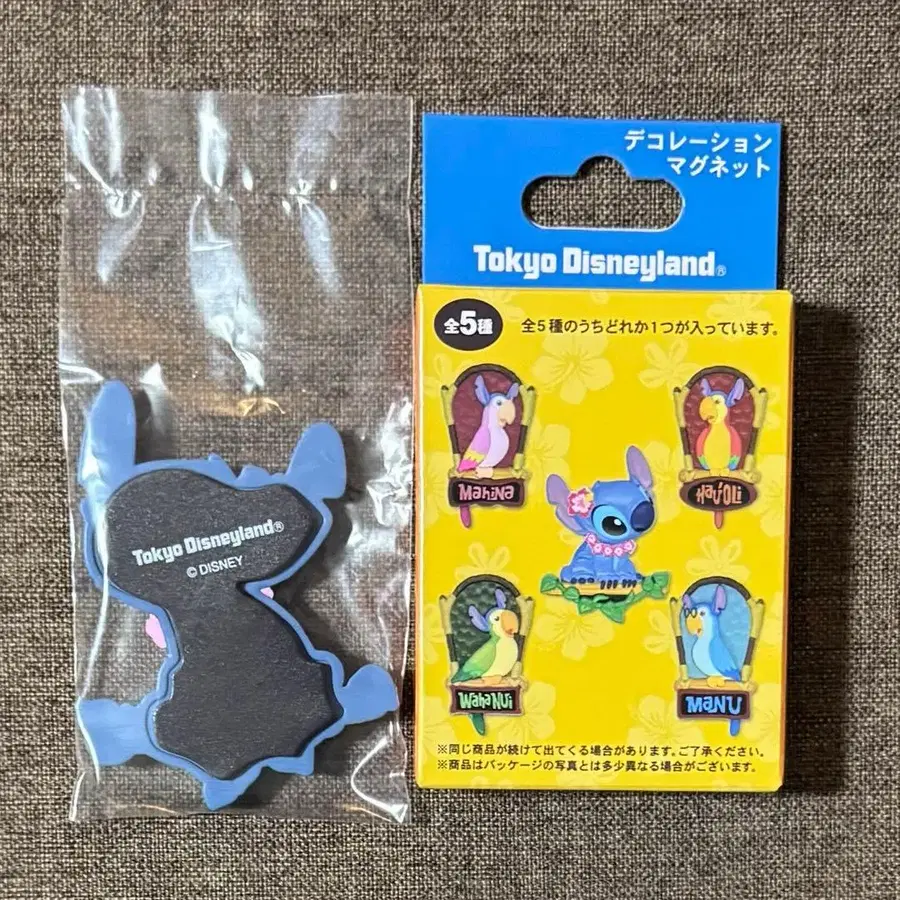 Tokyo Disneyland®
© DISNEY
デコレーション
マグネット
Tokyo Disneyland®
全5種
全5種のうちどれか1つが入っています。
Mahina
Hau'Oli
Waha Nui
MANU
※同じ商品が続けて出てくる場合があります。ご了承ください。
※商品はパッケージの写真とは多少異なる場合がございます。